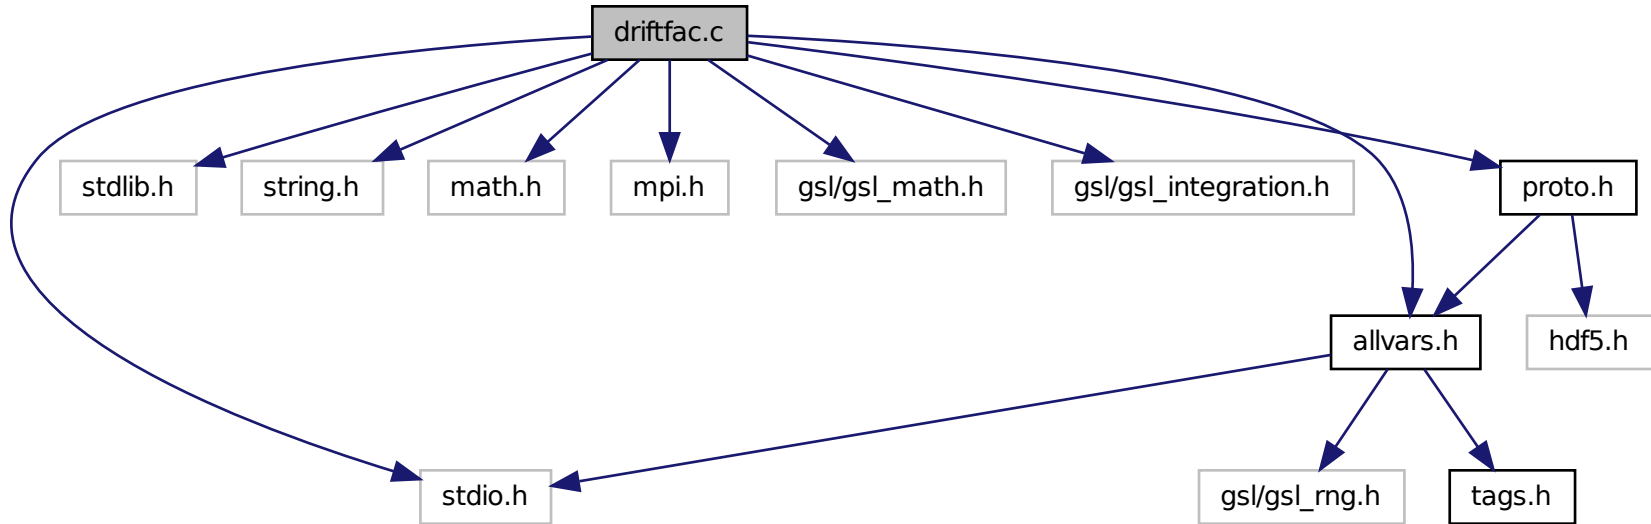 driftfac.c
stdlib.h
string.h
math.h
mpi.h
gsl/gsl_math.h
gsl/gsl_integration.h
proto.h
allvars.h
hdf5.h
stdio.h
gsl/gsl_rng.h
tags.h